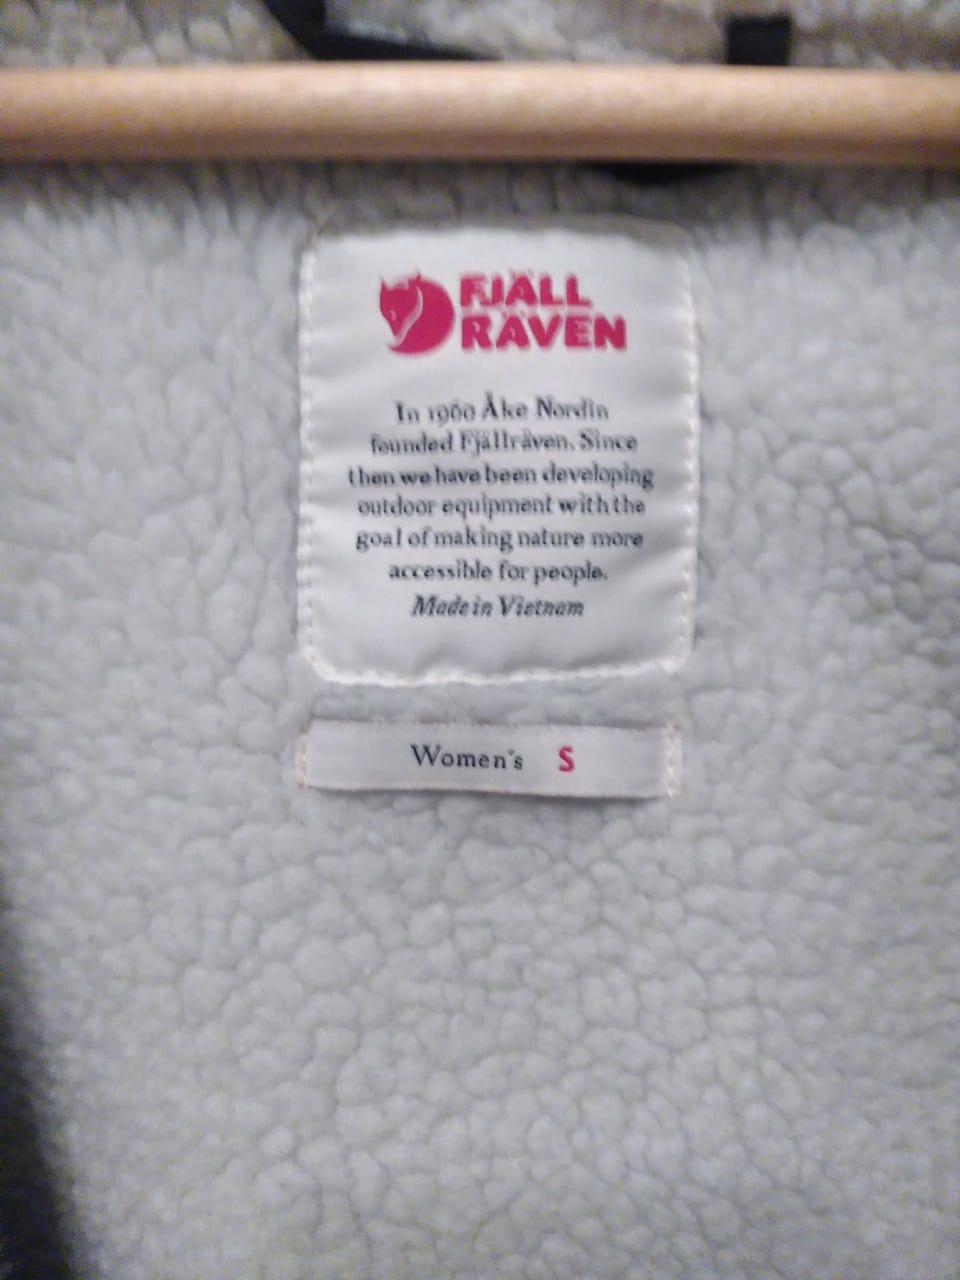 FJÄLL
RÄVEN
In 1960 Åke Nordin
founded Fjällräven. Since
then we have been developing
outdoor equipment with the
goal of making nature more
accessible for people.
Made in Vietnam
Women's S